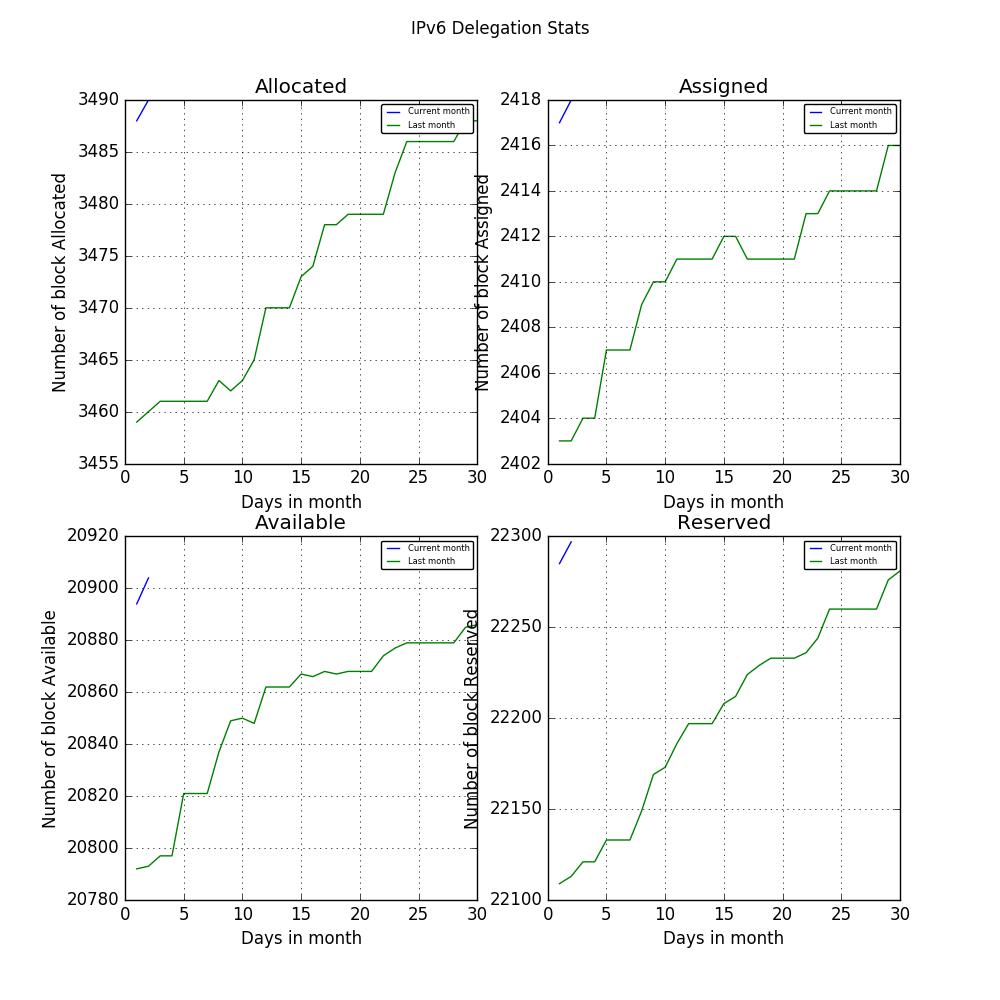 IPv6 Delegation Stats
Allocated
Number of block Allocated
3490
3485
3480
3475
3470
3465
3460
3455
0 5 10 15 20 25 30
Days in month
Current month
Last month
Assigned
Number of block Assigned
2418
2416
2414
2412
2410
2408
2406
2404
2402
0 5 10 15 20 25 30
Days in month
Current month
Last month
Available
Number of block Available
20920
20900
20880
20860
20840
20820
20800
20780
0 5 10 15 20 25 30
Days in month
Current month
Last month
Reserved
Number of block Reserved
22300
22250
22200
22150
22100
0 5 10 15 20 25 30
Days in month
Current month
Last month